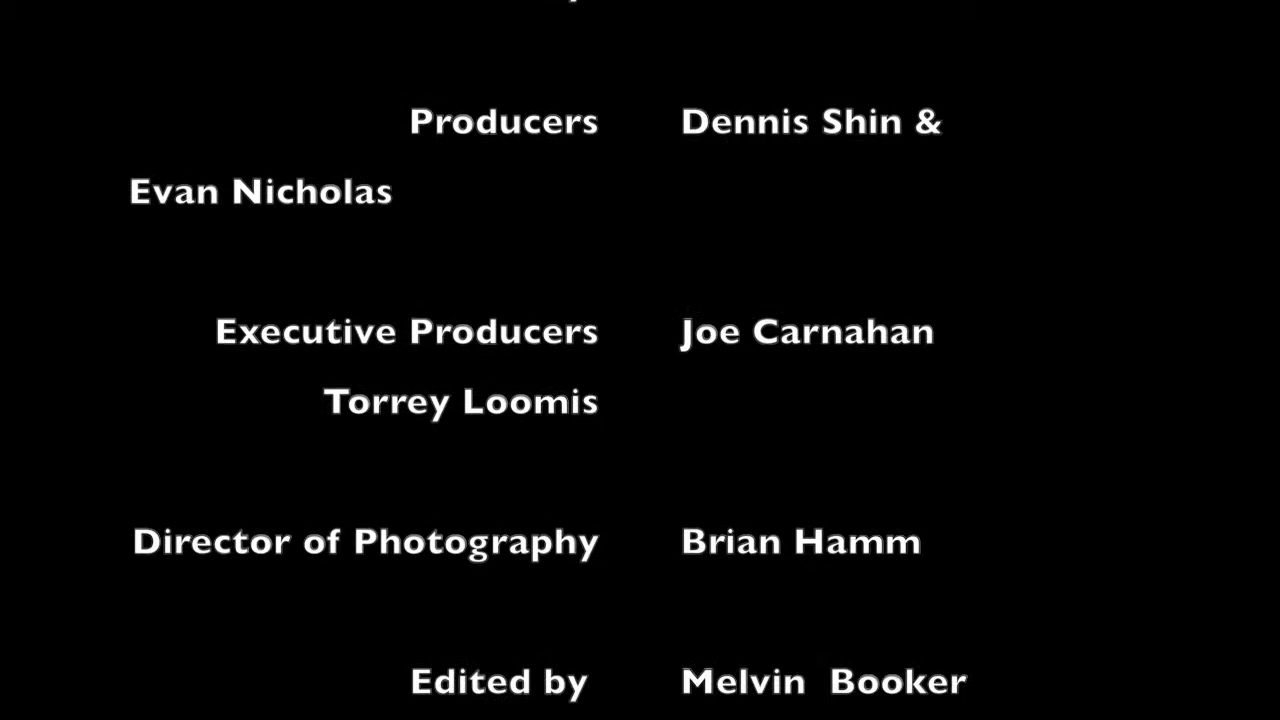 Producers Dennis Shin &
Evan Nicholas
Executive Producers Joe Carnahan
Torrey Loomis
Director of Photography Brian Hamm
Edited by Melvin Booker